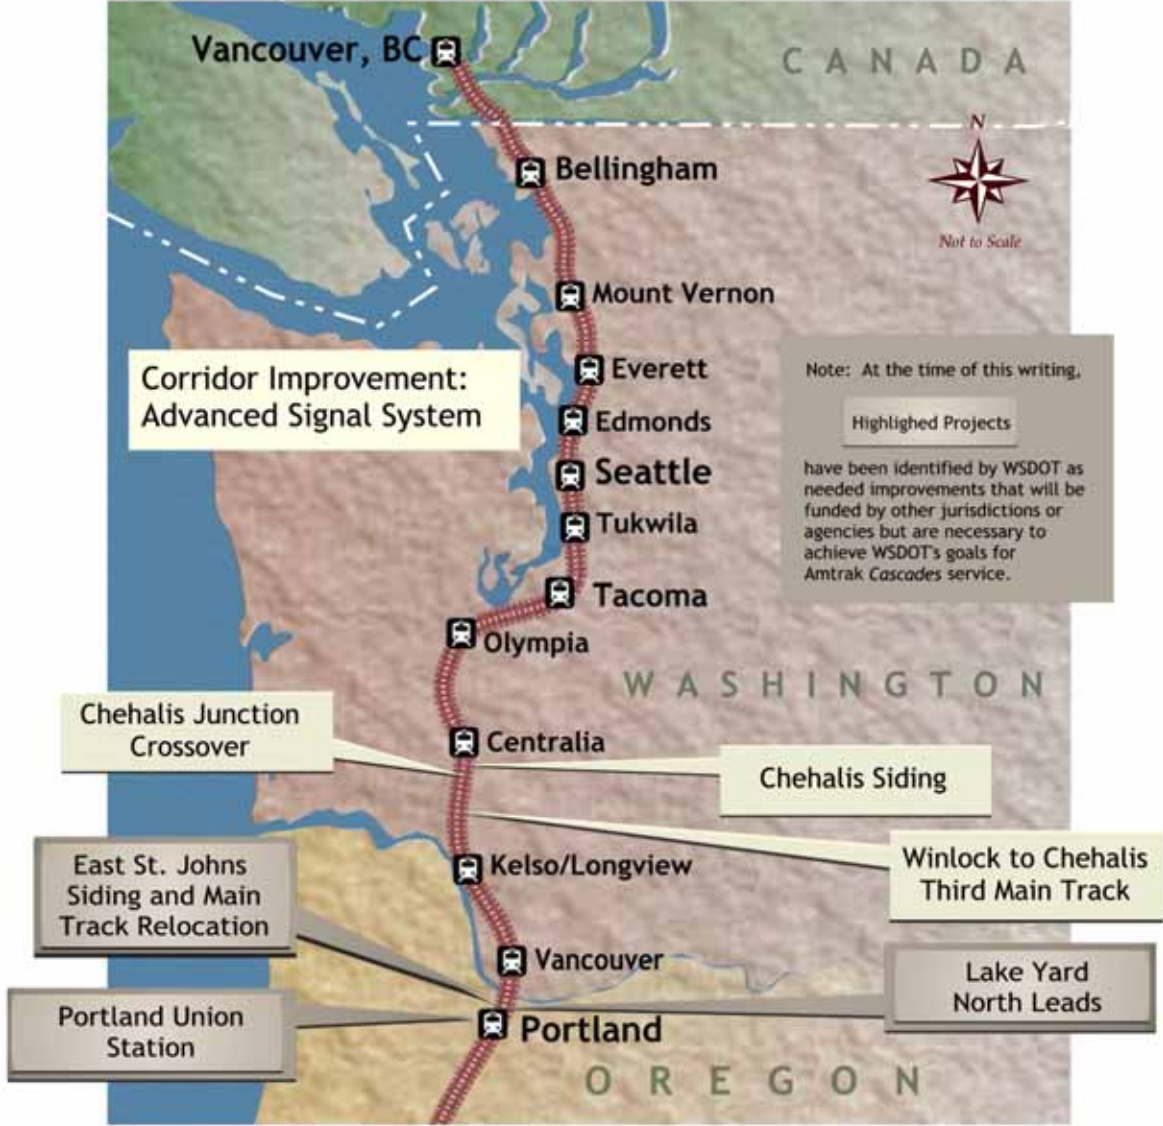 Vancouver, BC
CANADA
N
Not to Scale
Bellingham
Mount Vernon
Everett
Edmonds
Seattle
Tukwila
Tacoma
Olympia
Centralia
Kelso/Longview
Vancouver
Portland
WASHINGTON
OREGON
Corridor Improvement:
Advanced Signal System
Note: At the time of this writing,
Highlighed Projects
have been identified by WSDOT as
needed improvements that will be
funded by other jurisdictions or
agencies but are necessary to
achieve WSDOT's goals for
Amtrak Cascades service.
Chehalis Junction
Crossover
Chehalis Siding
Winlock to Chehalis
Third Main Track
East St. Johns
Siding and Main
Track Relocation
Lake Yard
North Leads
Portland Union
Station